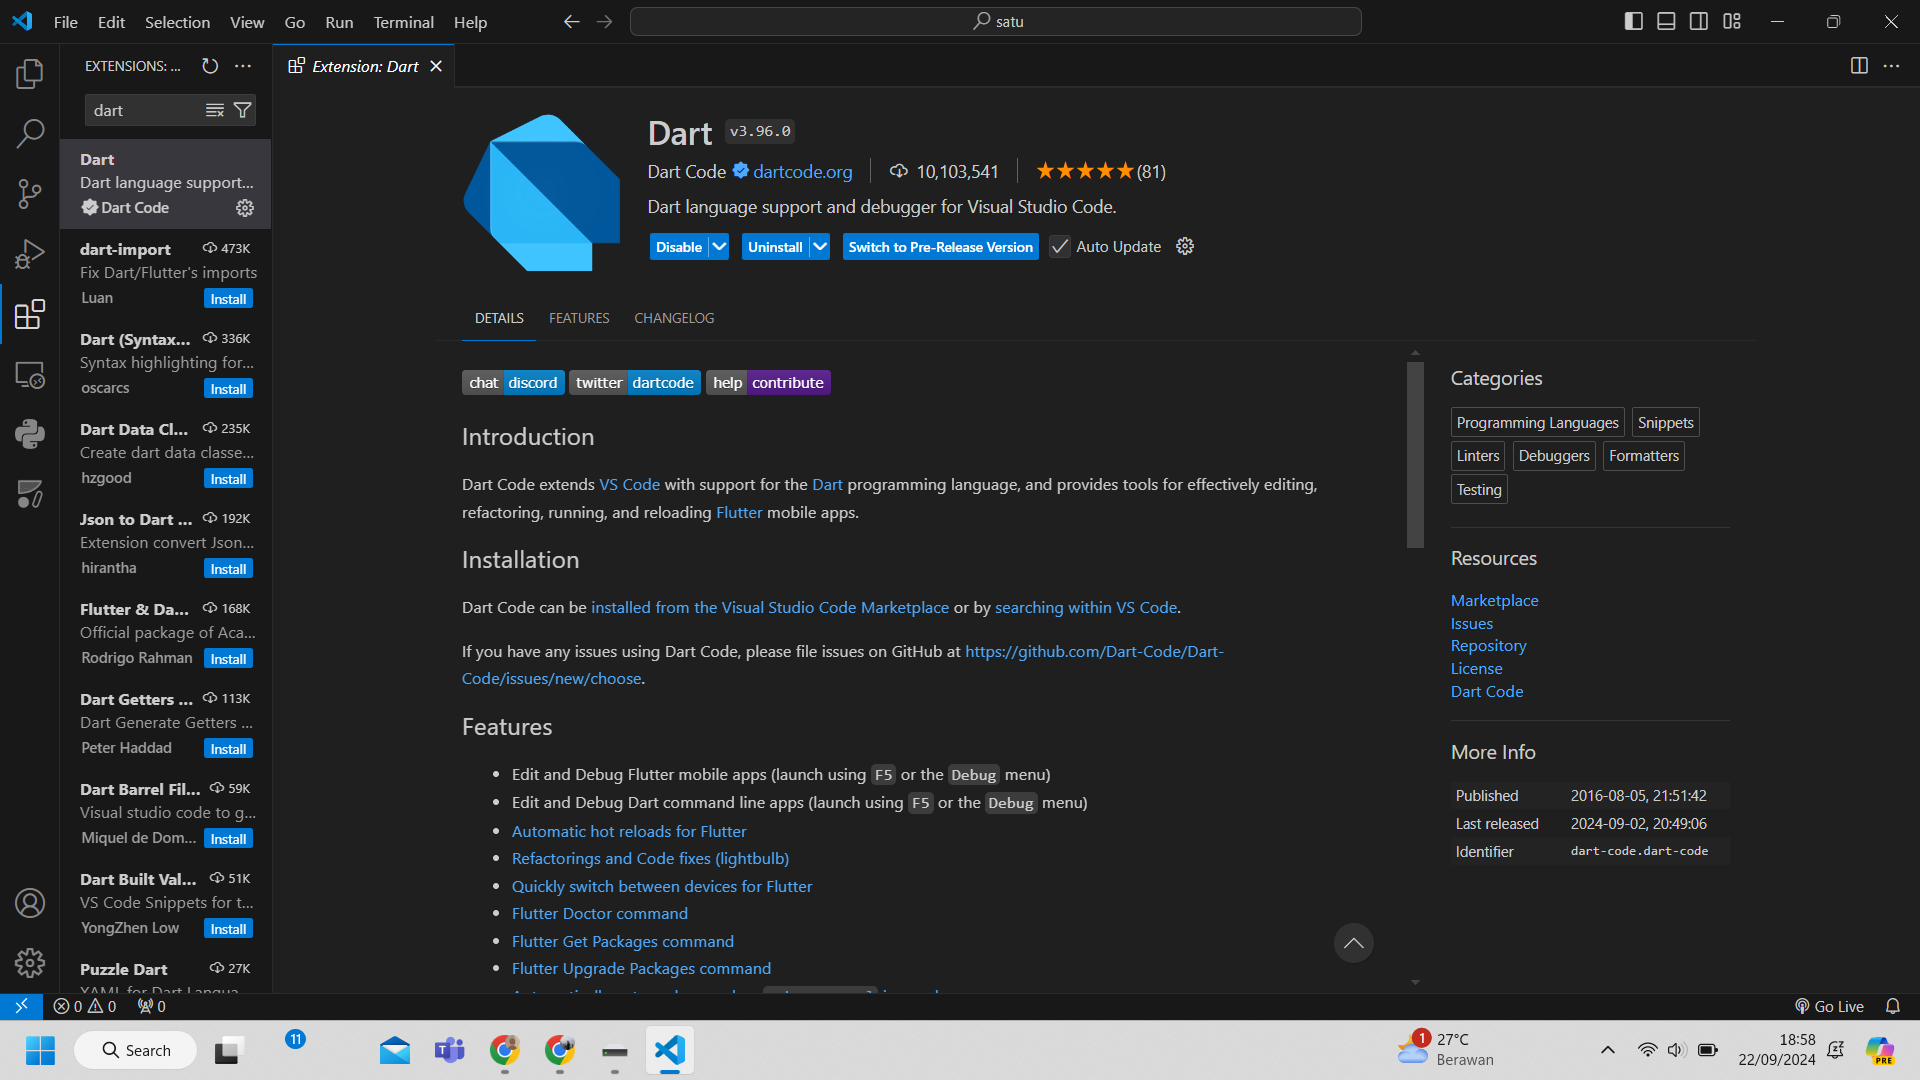 File Edit Selection View Go Run Terminal Help
satu
EXTENSIONS: ...
dart
Dart
Dart language support...
Dart Code
dart-import 473K
Fix Dart/Flutter's imports
Luan Install
Dart (Syntax... 336K
Syntax highlighting for...
oscarcs Install
Dart Data Cl... 235K
Create dart data classe...
hzgood Install
Json to Dart ... 192K
Extension convert Json...
hirantha Install
Flutter & Da... 168K
Official package of Aca...
Rodrigo Rahman Install
Dart Getters ... 113K
Dart Generate Getters ...
Peter Haddad Install
Dart Barrel Fil... 59K
Visual studio code to g...
Miquel de Dom... Install
Dart Built Val... 51K
VS Code Snippets for t...
YongZhen Low Install
Puzzle Dart 27K
YAML for Dart Langua
Extension: Dart
Dart v3.96.0
Dart Code dartcode.org 10,103,541 (81)
Dart language support and debugger for Visual Studio Code.
Disable Uninstall Switch to Pre-Release Version Auto Update
DETAILS FEATURES CHANGELOG
chat discord twitter dartcode help contribute
Introduction
Dart Code extends VS Code with support for the Dart programming language, and provides tools for effectively editing,
refactoring, running, and reloading Flutter mobile apps.
Installation
Dart Code can be installed from the Visual Studio Code Marketplace or by searching within VS Code.
If you have any issues using Dart Code, please file issues on GitHub at https://github.com/Dart-Code/Dart-
Code/issues/new/choose.
Features
• Edit and Debug Flutter mobile apps (launch using F5 or the Debug menu)
• Edit and Debug Dart command line apps (launch using F5 or the Debug menu)
• Automatic hot reloads for Flutter
• Refactorings and Code fixes (lightbulb)
• Quickly switch between devices for Flutter
• Flutter Doctor command
• Flutter Get Packages command
• Flutter Upgrade Packages command
Categories
Programming Languages Snippets
Linters Debuggers Formatters
Testing
Resources
Marketplace
Issues
Repository
License
Dart Code
More Info
Published 2016-08-05, 21:51:42
Last released 2024-09-02, 20:49:06
Identifier dart-code.dart-code
0 0 0
Go Live
Search
11
1
27°C
Berawan
18:58
22/09/2024
PRE